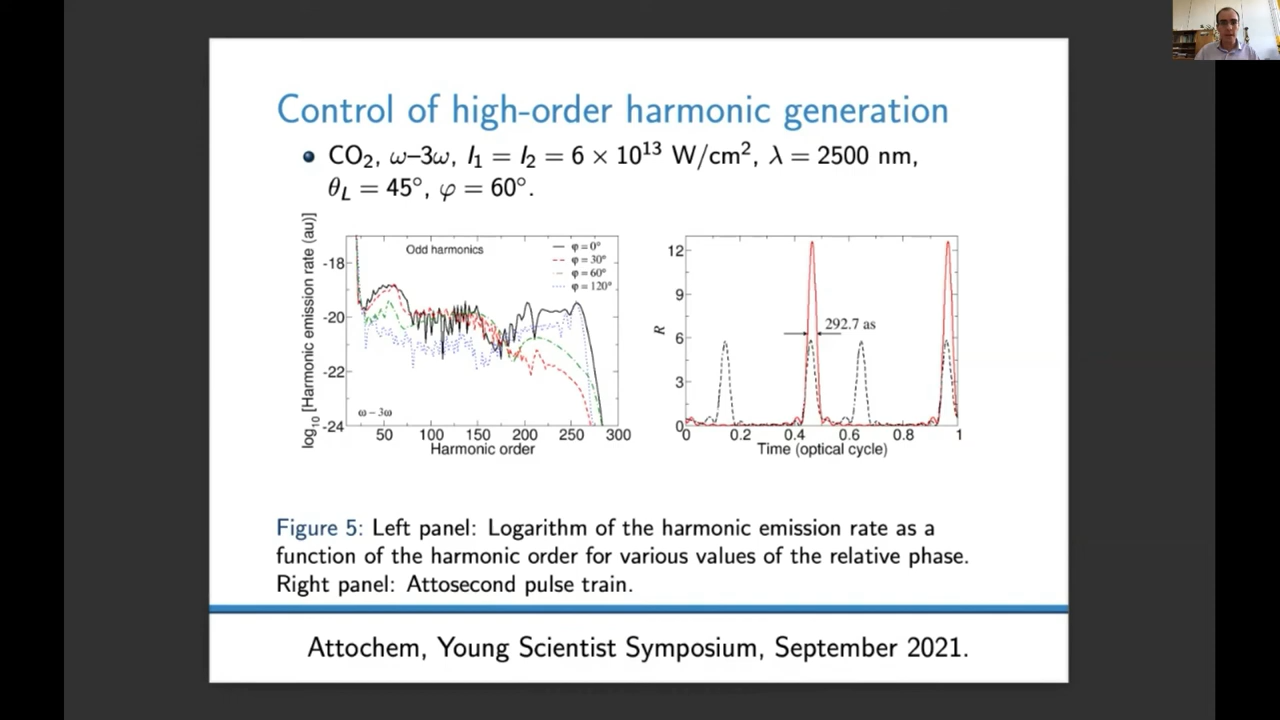 Control of high-order harmonic generation
CO₂, ω–3ω, I₁ = I₂ = 6 × 10¹³ W/cm², λ = 2500 nm,
θ_L = 45°, φ = 60°.
log₁₀ [Harmonic emission rate (au)]
-18
-20
-22
-24
Odd harmonics
φ = 0°
φ = 30°
φ = 60°
φ = 120°
ω – 3ω
50 100 150 200 250 300
Harmonic order
R
12
9
6
3
0
292.7 as
0 0.2 0.4 0.6 0.8 1
Time (optical cycle)
Figure 5: Left panel: Logarithm of the harmonic emission rate as a
function of the harmonic order for various values of the relative phase.
Right panel: Attosecond pulse train.
Attochem, Young Scientist Symposium, September 2021.